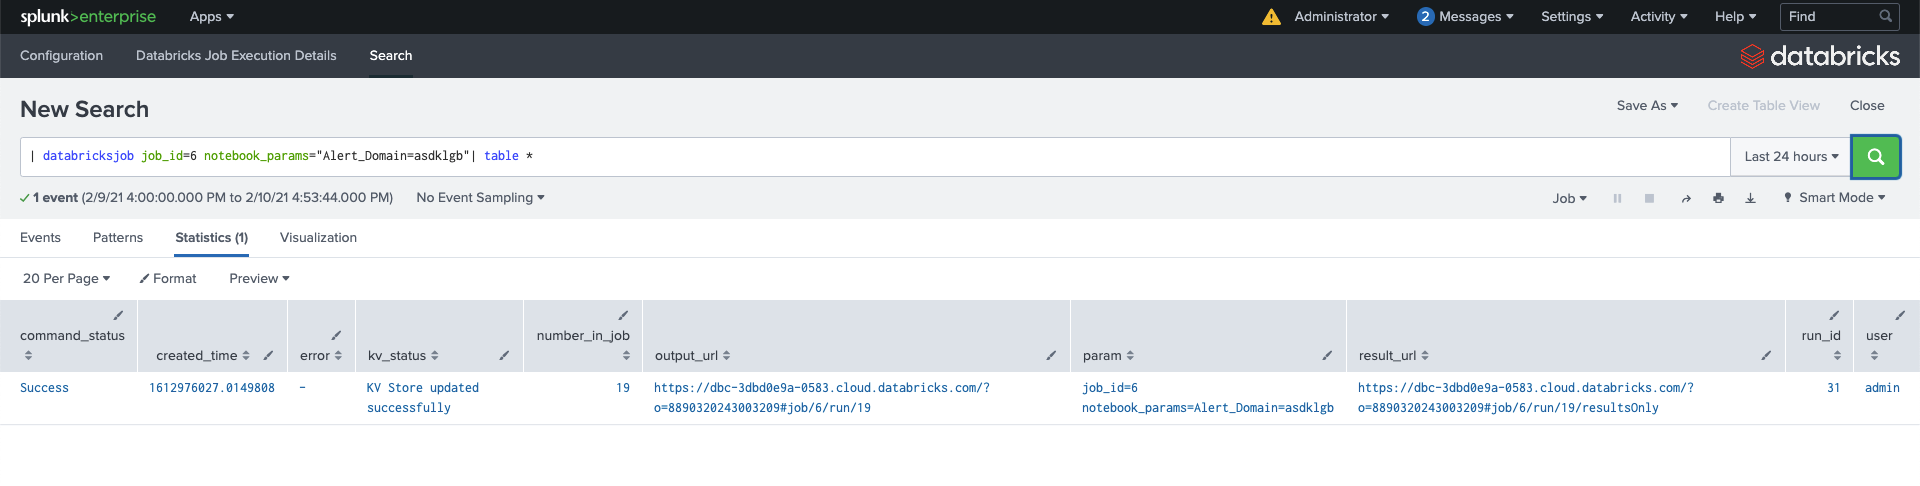 splunk>enterprise Apps Administrator 2 Messages Settings Activity Help Find
Configuration Databricks Job Execution Details Search databricks
New Search Save As Create Table View Close
| databricksjob job_id=6 notebook_params="Alert_Domain=asdklgb"| table * Last 24 hours
1 event (2/9/21 4:00:00.000 PM to 2/10/21 4:53:44.000 PM) No Event Sampling Job Smart Mode
Events Patterns Statistics (1) Visualization
20 Per Page Format Preview
command_status created_time error kv_status number_in_job output_url param result_url run_id user
Success 1612976027.0149808 - KV Store updated 19 https://dbc-3dbd0e9a-0583.cloud.databricks.com/? job_id=6 https://dbc-3dbd0e9a-0583.cloud.databricks.com/? 31 admin
successfully o=8890320243003209#job/6/run/19 notebook_params=Alert_Domain=asdklgb o=8890320243003209#job/6/run/19/resultsOnly